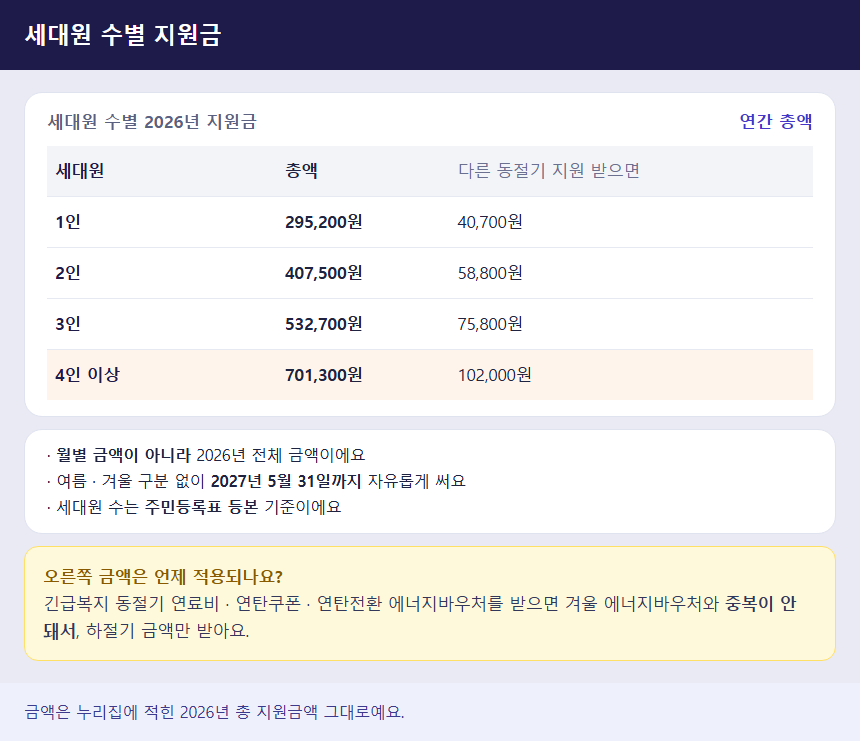 세대원 수별 지원금
세대원 수별 2026년 지원금 연간 총액
세대원 총액 다른 동절기 지원 받으면
1인 295,200원 40,700원
2인 407,500원 58,800원
3인 532,700원 75,800원
4인 이상 701,300원 102,000원
· 월별 금액이 아니라 2026년 전체 금액이에요
· 여름 · 겨울 구분 없이 2027년 5월 31일까지 자유롭게 써요
· 세대원 수는 주민등록표 등본 기준이에요
오른쪽 금액은 언제 적용되나요?
긴급복지 동절기 연료비 · 연탄쿠폰 · 연탄전환 에너지바우처를 받으면 겨울 에너지바우처와 중복이 안
돼서, 하절기 금액만 받아요.
금액은 누리집에 적힌 2026년 총 지원금액 그대로예요.